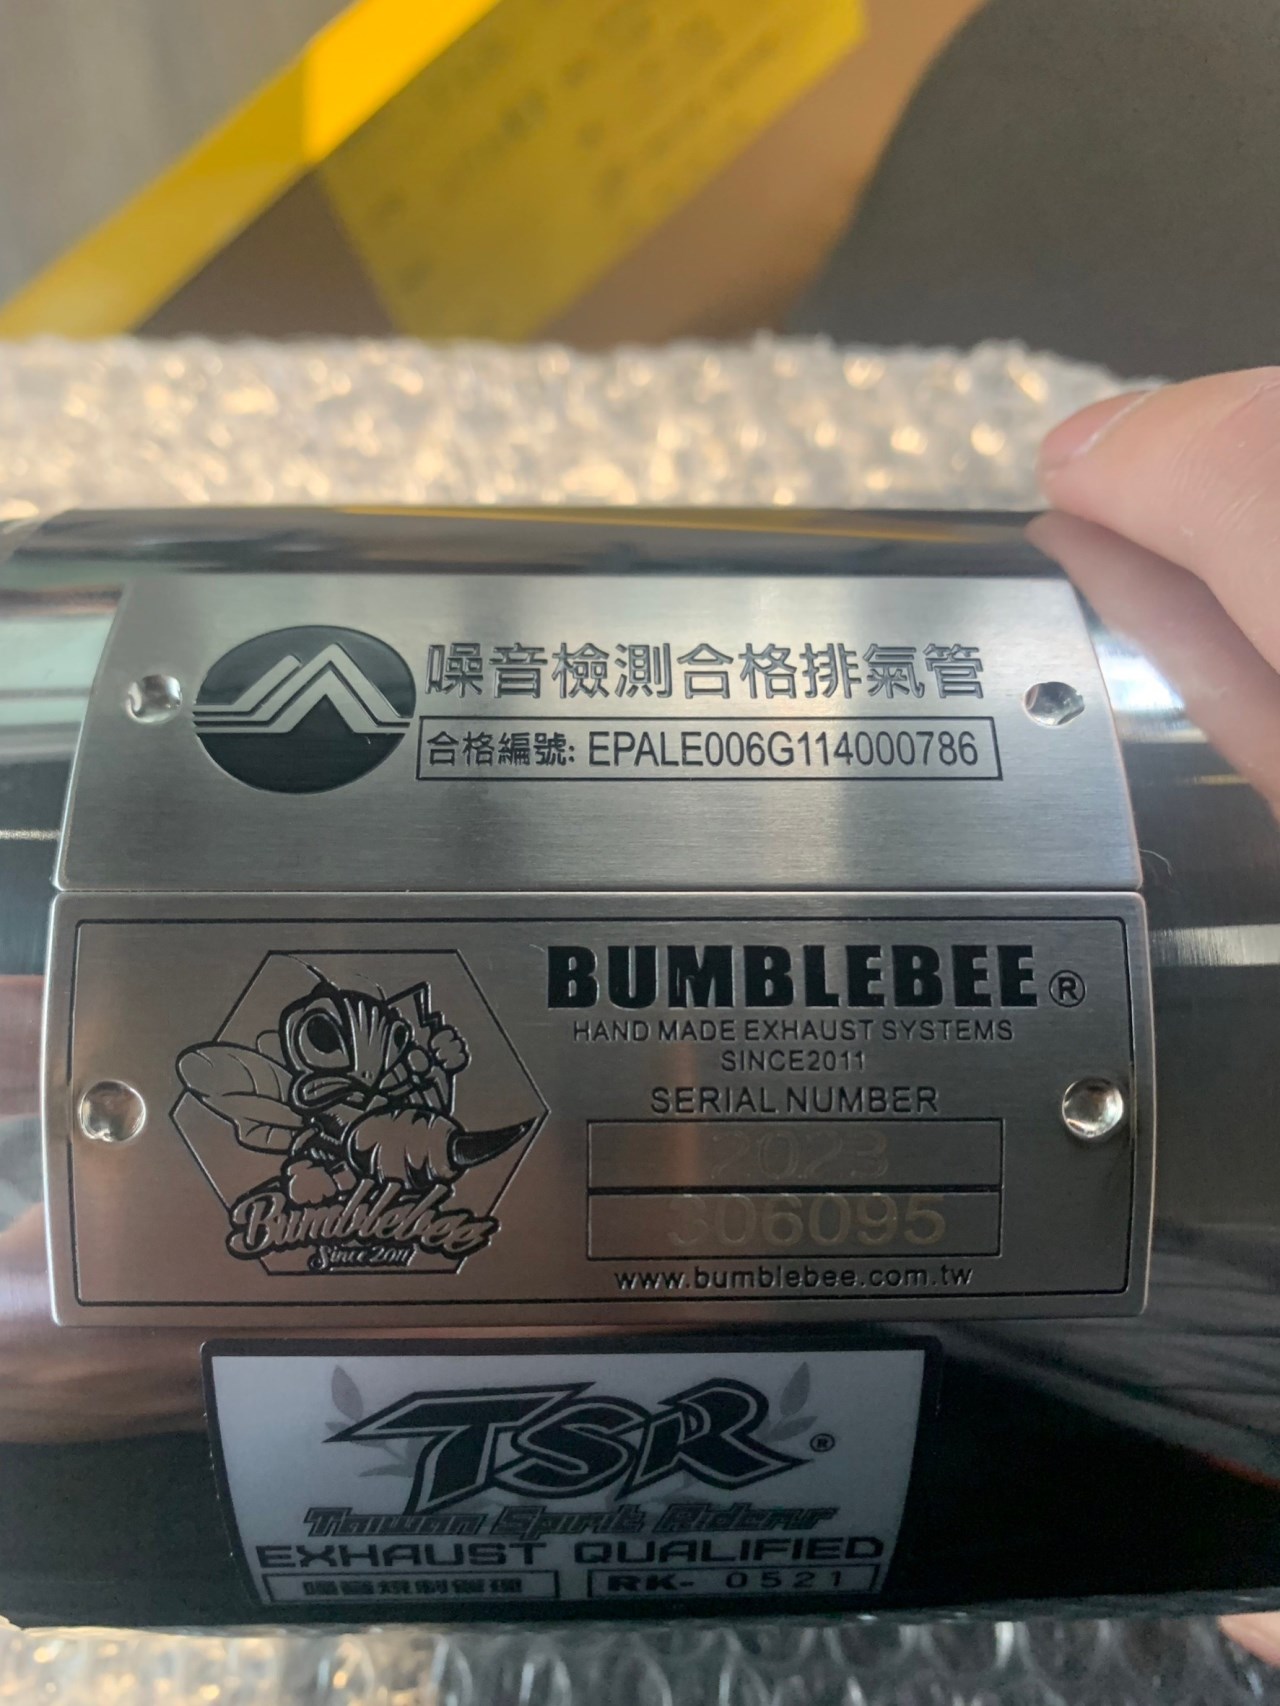 噪音檢測合格排氣管
合格編號: EPALE006G114000786
BUMBLEBEE®
HAND MADE EXHAUST SYSTEMS
SINCE2011
SERIAL NUMBER
2023
306095
www.bumblebee.com.tw
Bumblebee
Since 2011
TSR®
Taiwan Spirit Riders
EXHAUST QUALIFIED
RK- 0521